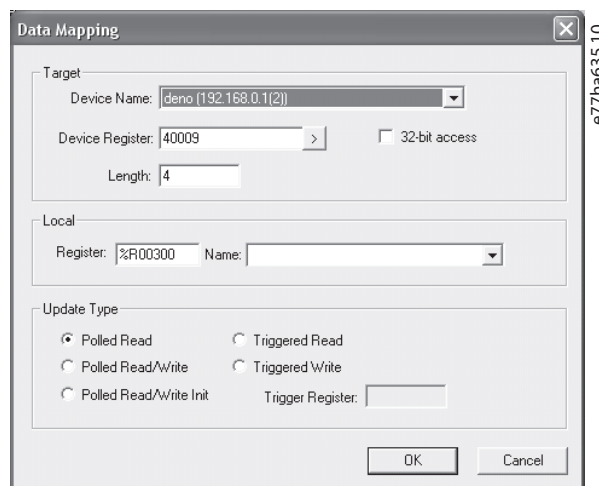 Data Mapping
Target
Device Name: deno (192.168.0.1(2))
Device Register: 40009 > 32-bit access
Length: 4
Local
Register: %R00300 Name:
Update Type
Polled Read Triggered Read
Polled Read/Write Triggered Write
Polled Read/Write Init Trigger Register:
OK Cancel
e77ha635.10